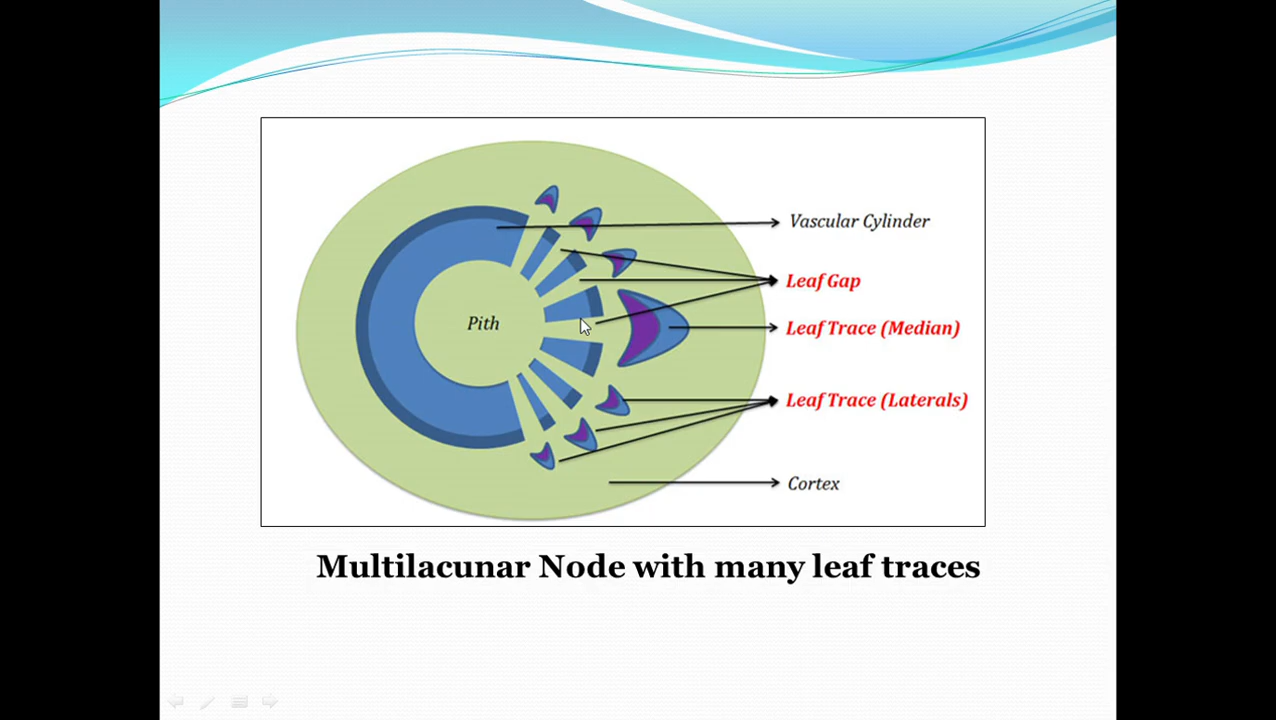 Vascular Cylinder
Leaf Gap
Pith
Leaf Trace (Median)
Leaf Trace (Laterals)
Cortex
Multilacunar Node with many leaf traces